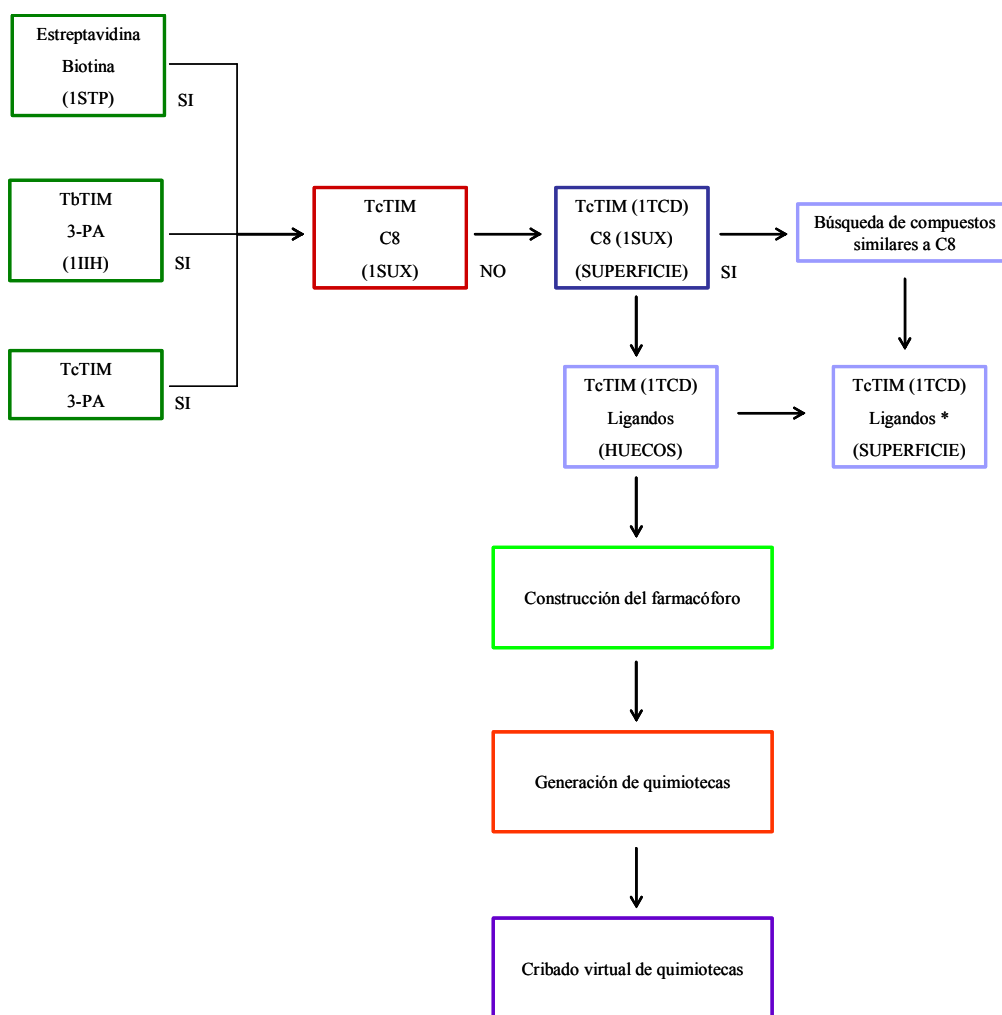 Estreptavidina
Biotina
(1STP)
SI
TbTIM
3-PA
(1IIH)
SI
TcTIM
3-PA
SI
TcTIM
C8
(1SUX)
NO
TcTIM (1TCD)
C8 (1SUX)
(SUPERFICIE)
SI
Búsqueda de compuestos
similares a C8
TcTIM (1TCD)
Ligandos
(HUECOS)
TcTIM (1TCD)
Ligandos *
(SUPERFICIE)
Construcción del farmacóforo
Generación de quimiotecas
Cribado virtual de quimiotecas